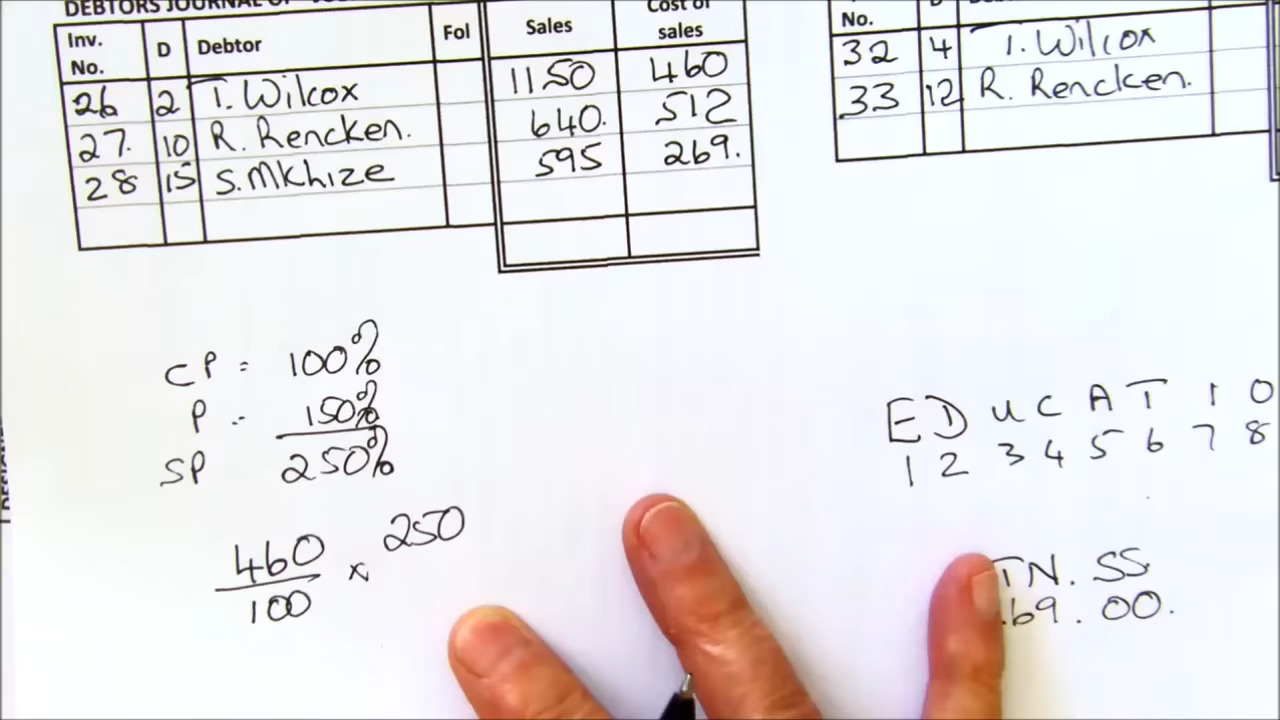 DEBTORS JOURNAL OF
Inv. No. D Debtor Fol Sales Cost of sales
26 2 T. Wilcox 1150 460
27. 10 R. Rencken. 640. 512
28 15 S. Mkhize 595 269.
No.
32 4 T. Wilcox
33 12 R. Rencken.
CP = 100%
P = 150%
SP 250%
460 × 250
100
E D U C A T I O
1 2 3 4 5 6 7 8
TN. SS
69. 00.